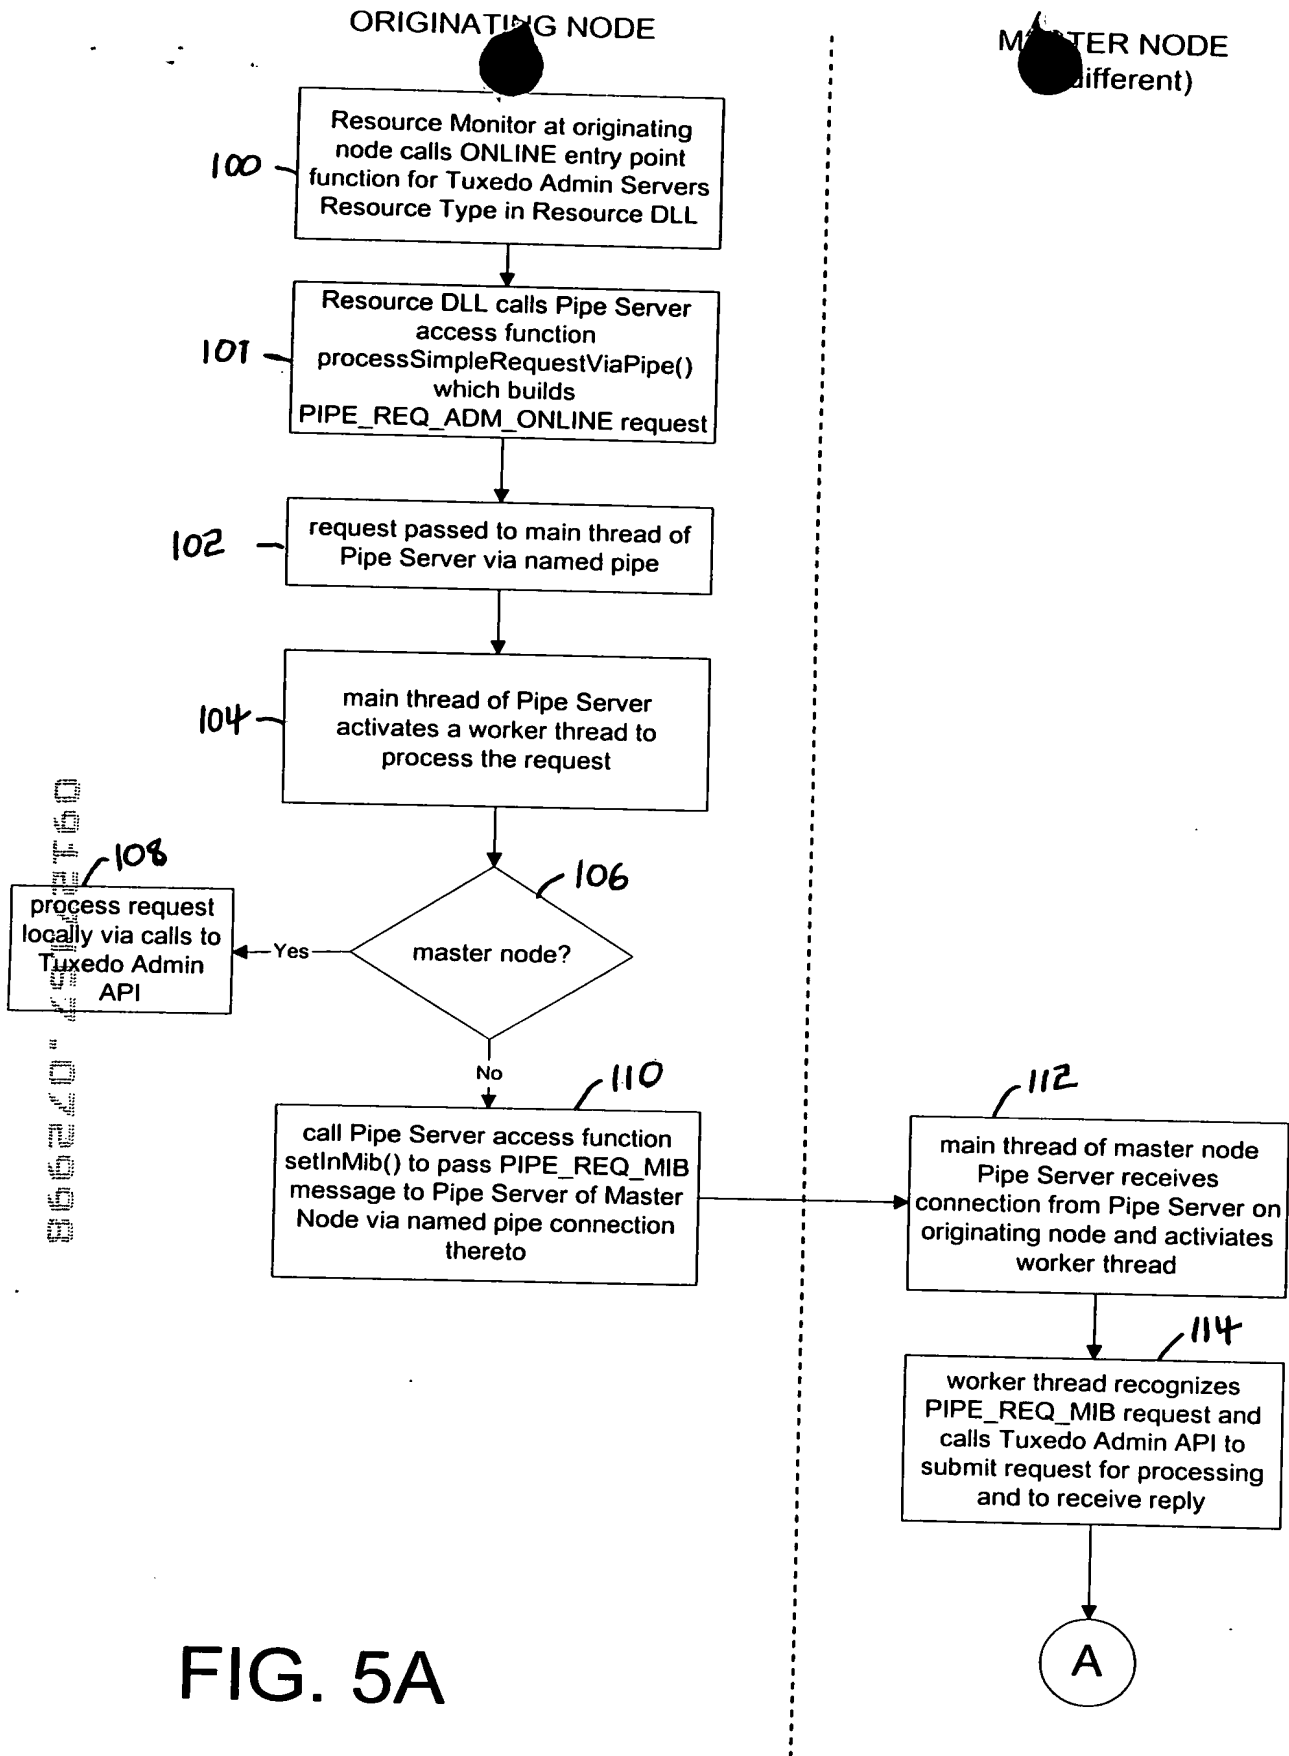 ORIGINATING NODE
MASTER NODE
different)
100
Resource Monitor at originating
node calls ONLINE entry point
function for Tuxedo Admin Servers
Resource Type in Resource DLL
101
Resource DLL calls Pipe Server
access function
processSimpleRequestViaPipe()
which builds
PIPE_REQ_ADM_ONLINE request
102
request passed to main thread of
Pipe Server via named pipe
104
main thread of Pipe Server
activates a worker thread to
process the request
108
process request
locally via calls to
Tuxedo Admin
API
Yes
106
master node?
No
110
call Pipe Server access function
setInMib() to pass PIPE_REQ_MIB
message to Pipe Server of Master
Node via named pipe connection
thereto
112
main thread of master node
Pipe Server receives
connection from Pipe Server on
originating node and activiates
worker thread
114
worker thread recognizes
PIPE_REQ_MIB request and
calls Tuxedo Admin API to
submit request for processing
and to receive reply
A
FIG. 5A